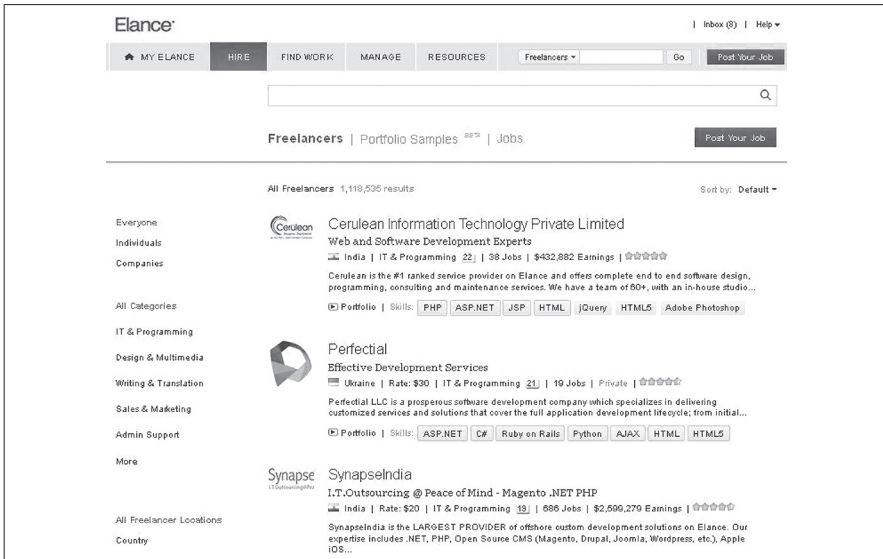 Elance
Inbox (8) | Help
MY ELANCE HIRE FIND WORK MANAGE RESOURCES Freelancers Go Post Your Job
Freelancers | Portfolio Samples BETA | Jobs Post Your Job
All Freelancers 1,118,535 results Sort by: Default
Everyone
Individuals
Companies
All Categories
IT & Programming
Design & Multimedia
Writing & Translation
Sales & Marketing
Admin Support
More
All Freelancer Locations
Country
Cerulean
Cerulean Information Technology Private Limited
Web and Software Development Experts
India | IT & Programming 22 | 38 Jobs | $432,882 Earnings |
Cerulean is the #1 ranked service provider on Elance and offers complete end to end software design,
programming, consulting and maintenance services. We have a team of 60+, with an in-house studio...
Portfolio | Skills: PHP ASP.NET JSP HTML jQuery HTML5 Adobe Photoshop
Perfectial
Effective Development Services
Ukraine | Rate: $30 | IT & Programming 21 | 19 Jobs | Private |
Perfectial LLC is a prosperous software development company which specializes in delivering
customized services and solutions that cover the full application development lifecycle; from initial...
Portfolio | Skills: ASP.NET C# Ruby on Rails Python AJAX HTML HTML5
Synapse
SynapseIndia
I.T.Outsourcing @ Peace of Mind - Magento .NET PHP
India | Rate: $20 | IT & Programming 19 | 686 Jobs | $2,599,279 Earnings |
SynapseIndia is the LARGEST PROVIDER of offshore custom development solutions on Elance. Our
expertise includes .NET, PHP, Open Source CMS (Magento, Drupal, Joomla, Wordpress, etc.), Apple
iOS...